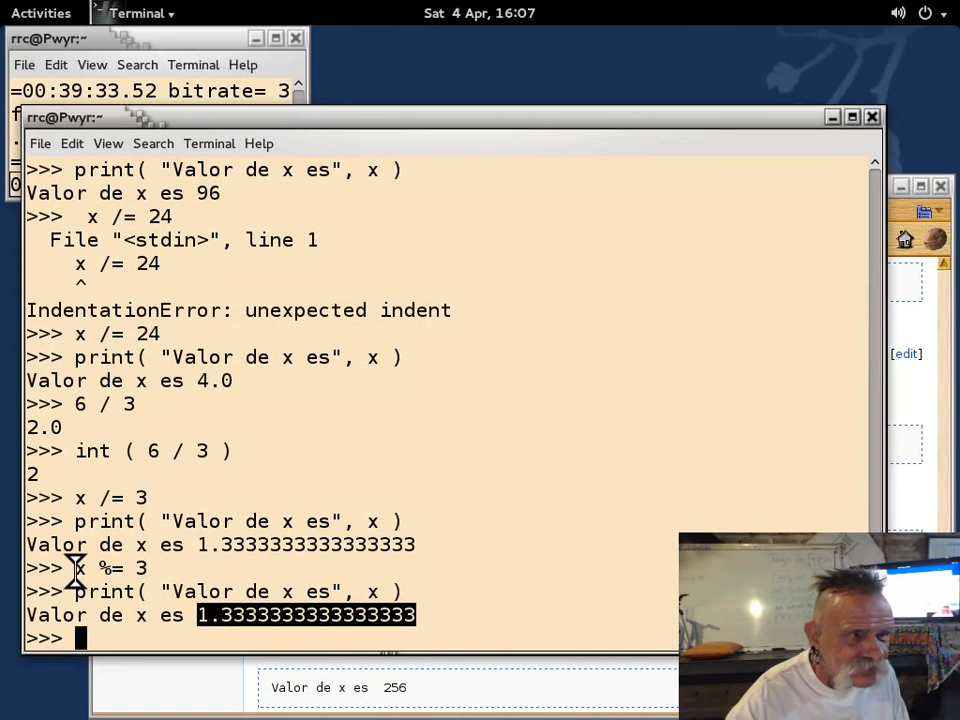 Activities
Terminal
Sat 4 Apr, 16:07
rrc@Pwyr:~
File Edit View Search Terminal Help
=00:39:33.52 bitrate= 3
f
.
=
0
rrc@Pwyr:~
File Edit View Search Terminal Help
>>> print( "Valor de x es", x )
Valor de x es 96
>>>  x /= 24
  File "<stdin>", line 1
    x /= 24
    ^
IndentationError: unexpected indent
>>> x /= 24
>>> print( "Valor de x es", x )
Valor de x es 4.0
>>> 6 / 3
2.0
>>> int ( 6 / 3 )
2
>>> x /= 3
>>> print( "Valor de x es", x )
Valor de x es 1.3333333333333333
>>> x %= 3
>>> print( "Valor de x es", x )
Valor de x es 1.3333333333333333
>>>
[edit]
Valor de x es  256